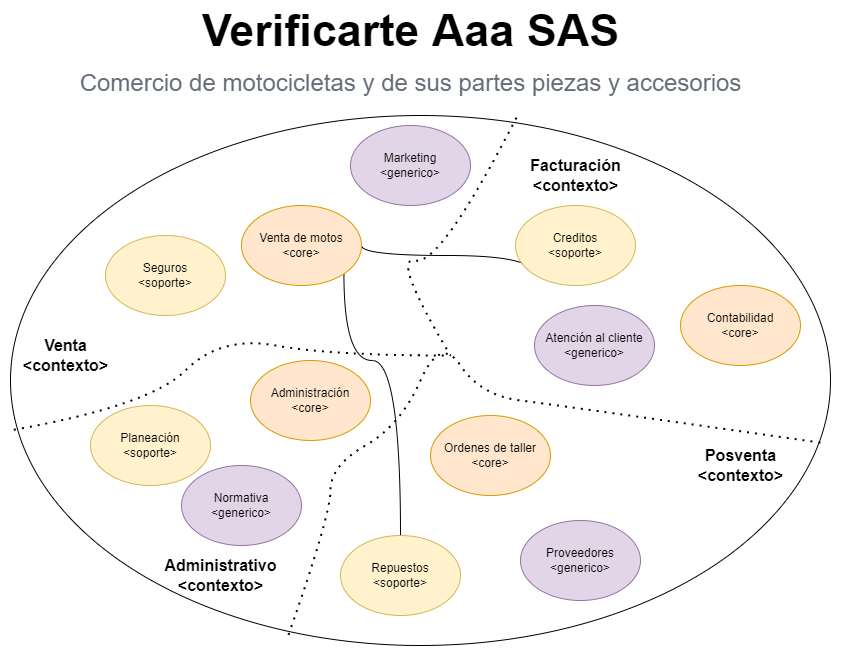 Verificarte Aaa SAS
Comercio de motocicletas y de sus partes piezas y accesorios
Marketing
<generico>
Facturación
<contexto>
Venta de motos
<core>
Creditos
<soporte>
Seguros
<soporte>
Contabilidad
<core>
Atención al cliente
<generico>
Venta
<contexto>
Administración
<core>
Planeación
<soporte>
Ordenes de taller
<core>
Posventa
<contexto>
Normativa
<generico>
Administrativo
<contexto>
Repuestos
<soporte>
Proveedores
<generico>